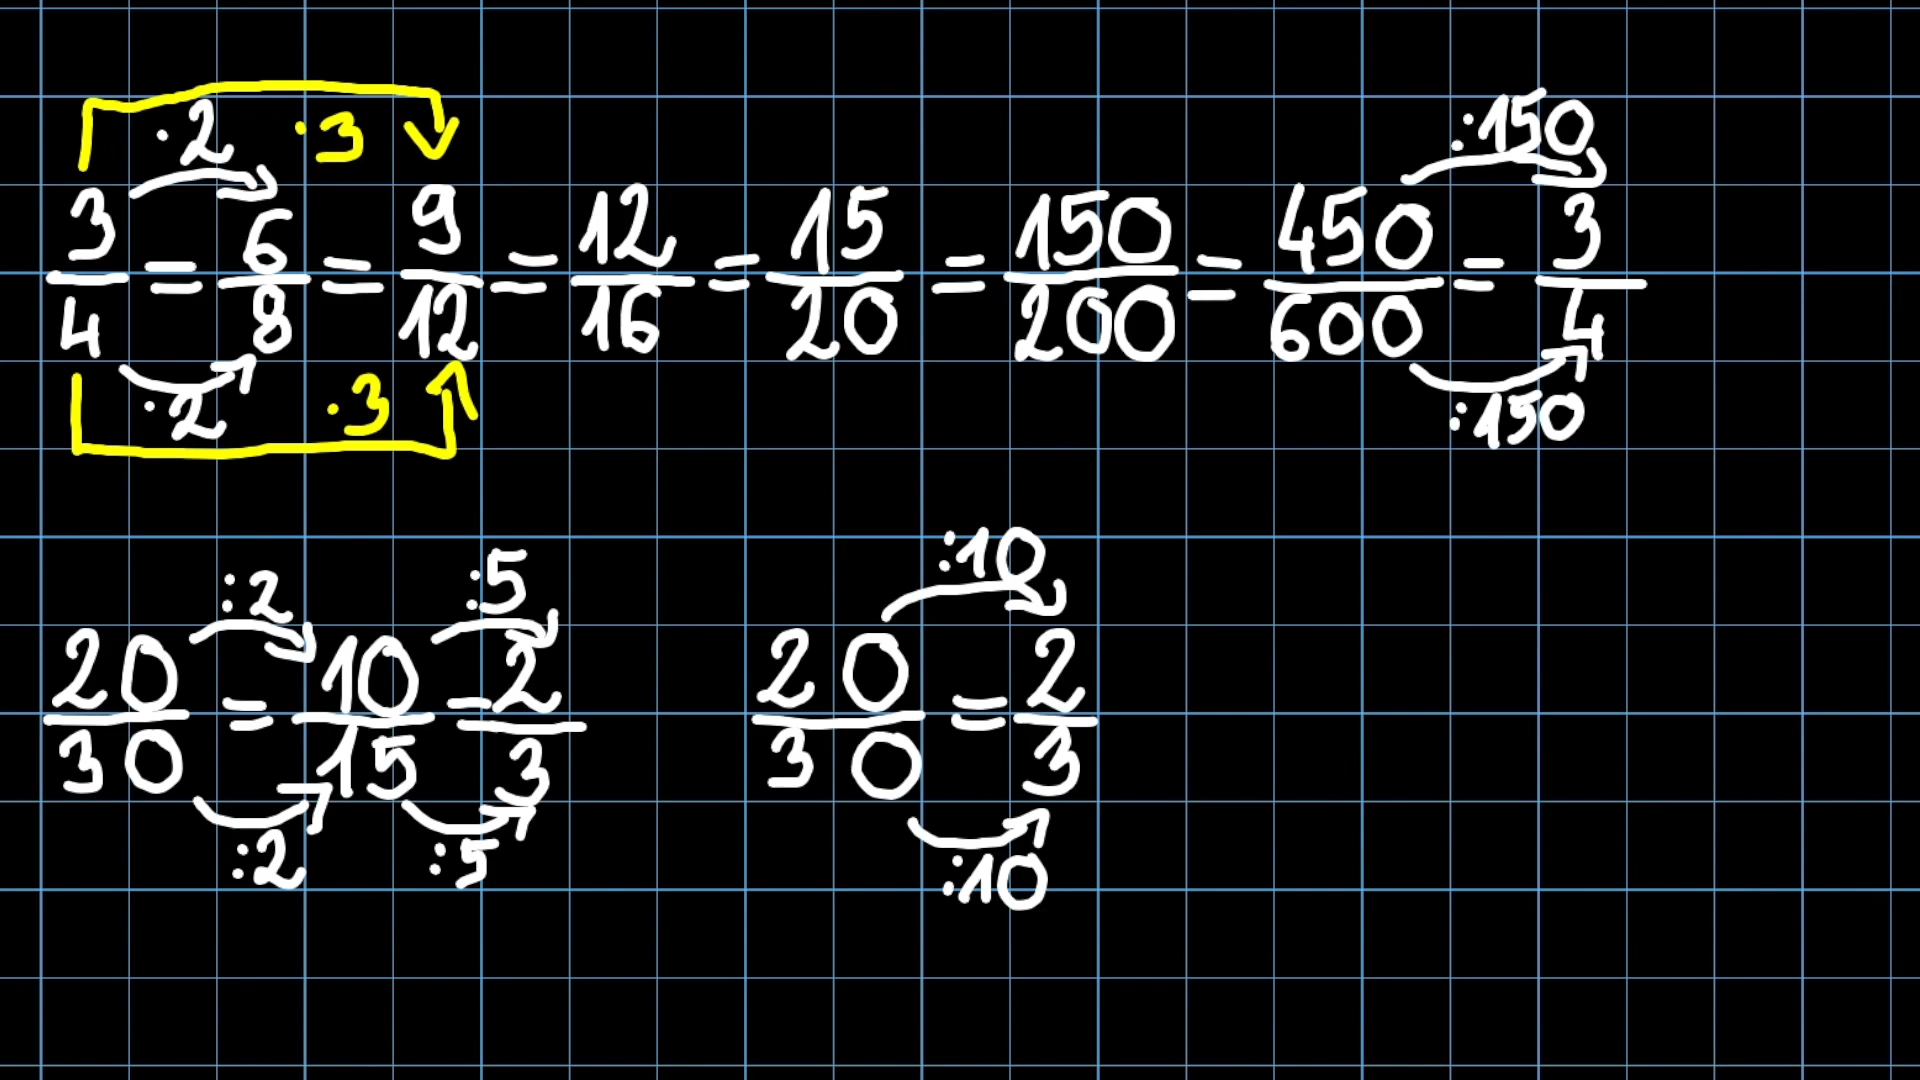 ·2 ·3 :150
3/4 = 6/8 = 9/12 = 12/16 = 15/20 = 150/200 = 450/600 = 3/4
·2 ·3 :150
:2 :5 :10
20/30 = 10/15 = 2/3 20/30 = 2/3
:2 :5 :10